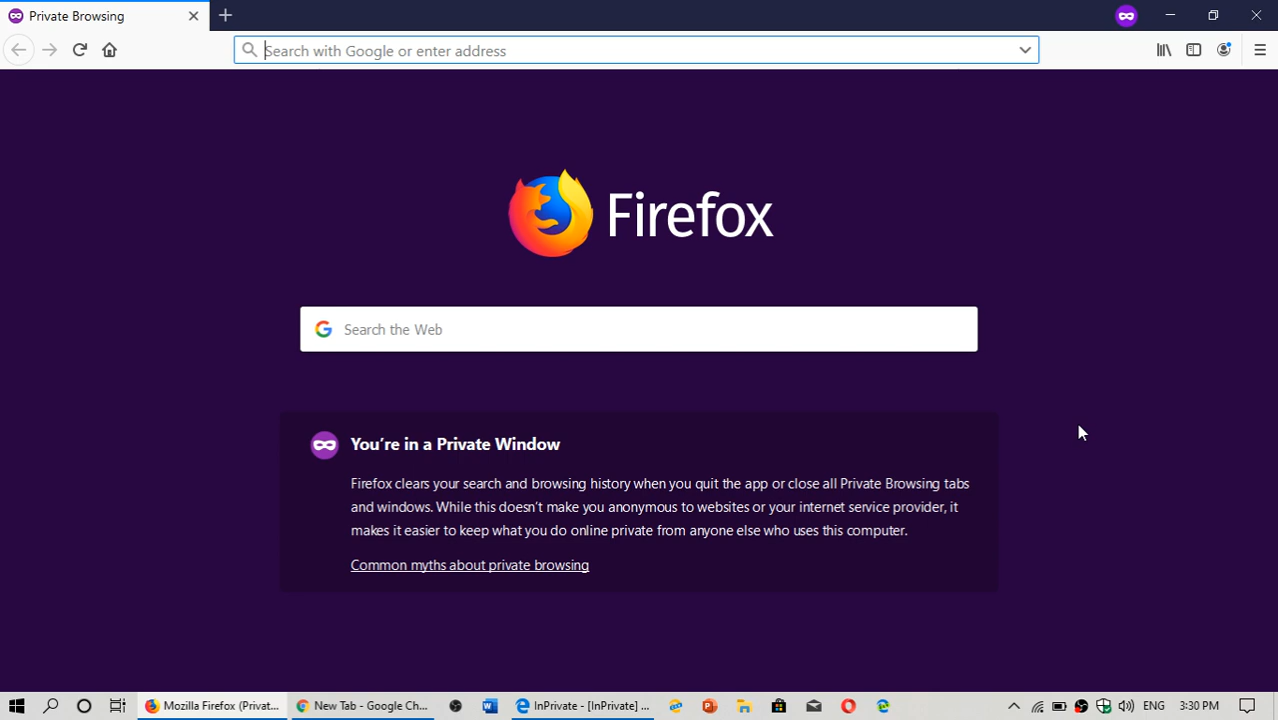 Private Browsing
Search with Google or enter address
Firefox
Search the Web
You're in a Private Window
Firefox clears your search and browsing history when you quit the app or close all Private Browsing tabs
and windows. While this doesn't make you anonymous to websites or your internet service provider, it
makes it easier to keep what you do online private from anyone else who uses this computer.
Common myths about private browsing
Mozilla Firefox (Privat... New Tab - Google Ch... InPrivate - [InPrivate] ... ENG 3:30 PM